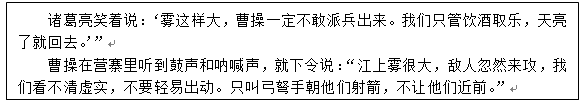 诸葛亮笑着说：‘雾这样大，曹操一定不敢派兵出来。我们只管饮酒取乐，天亮
了就回去。’”
曹操在营寨里听到鼓声和呐喊声，就下令说：“江上雾很大，敌人忽然来攻，我
们看不清虚实，不要轻易出动。只叫弓弩手朝他们射箭，不让他们近前。”